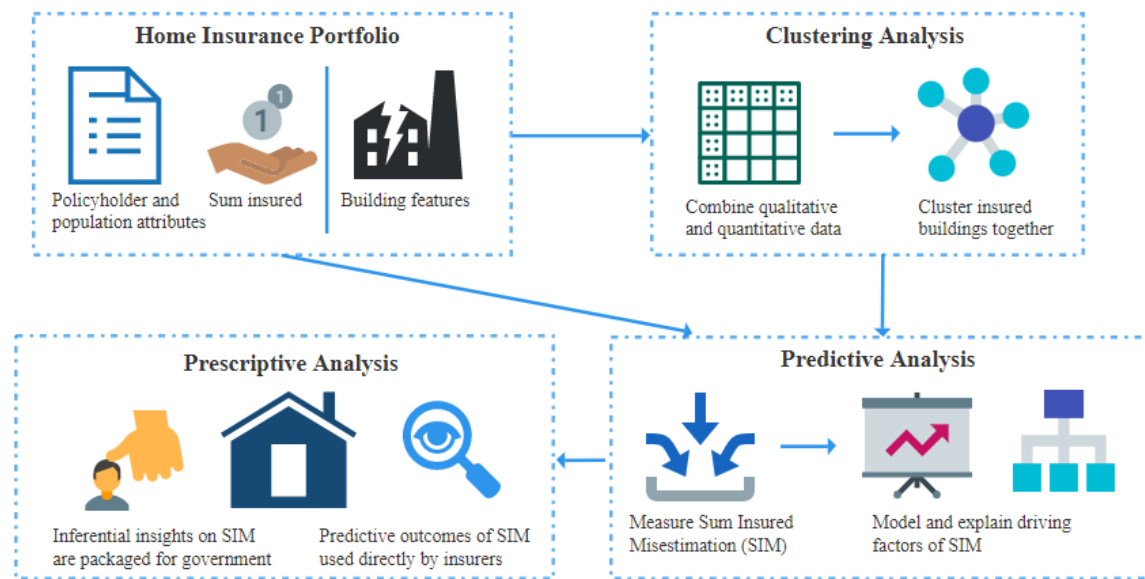 Home Insurance Portfolio
1
1
Policyholder and
population attributes
Sum insured
Building features
Clustering Analysis
Combine qualitative
and quantitative data
Cluster insured
buildings together
Prescriptive Analysis
Inferential insights on SIM
are packaged for government
Predictive outcomes of SIM
used directly by insurers
Predictive Analysis
Measure Sum Insured
Misestimation (SIM)
Model and explain driving
factors of SIM